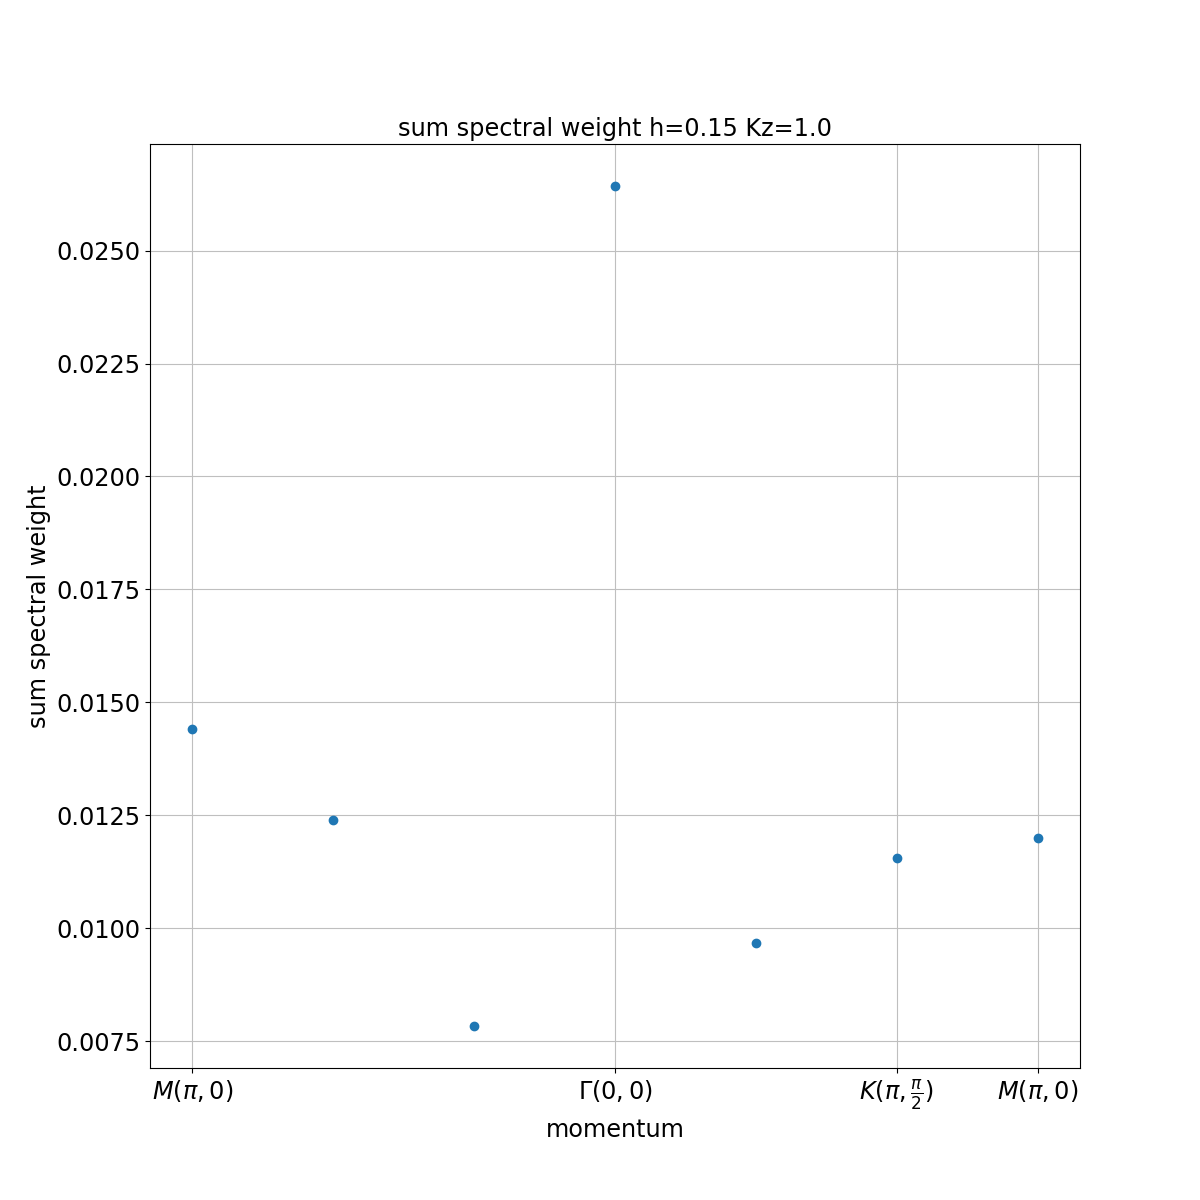 sum spectral weight h=0.15 Kz=1.0
sum spectral weight
0.0250
0.0225
0.0200
0.0175
0.0150
0.0125
0.0100
0.0075
M(π, 0)
Γ(0, 0)
K(π, π/2)
M(π, 0)
momentum